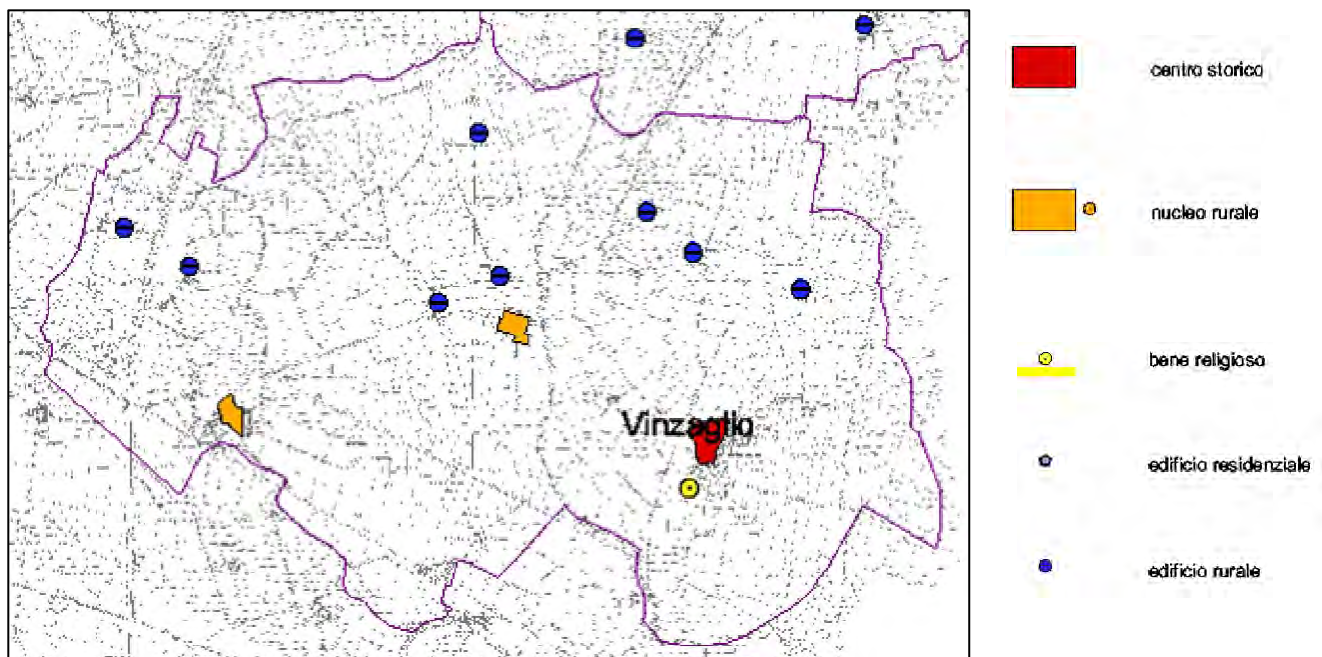 centro storico
nucleo rurale
bene religioso
Vinzaglio
edificio residenziale
edificio rurale